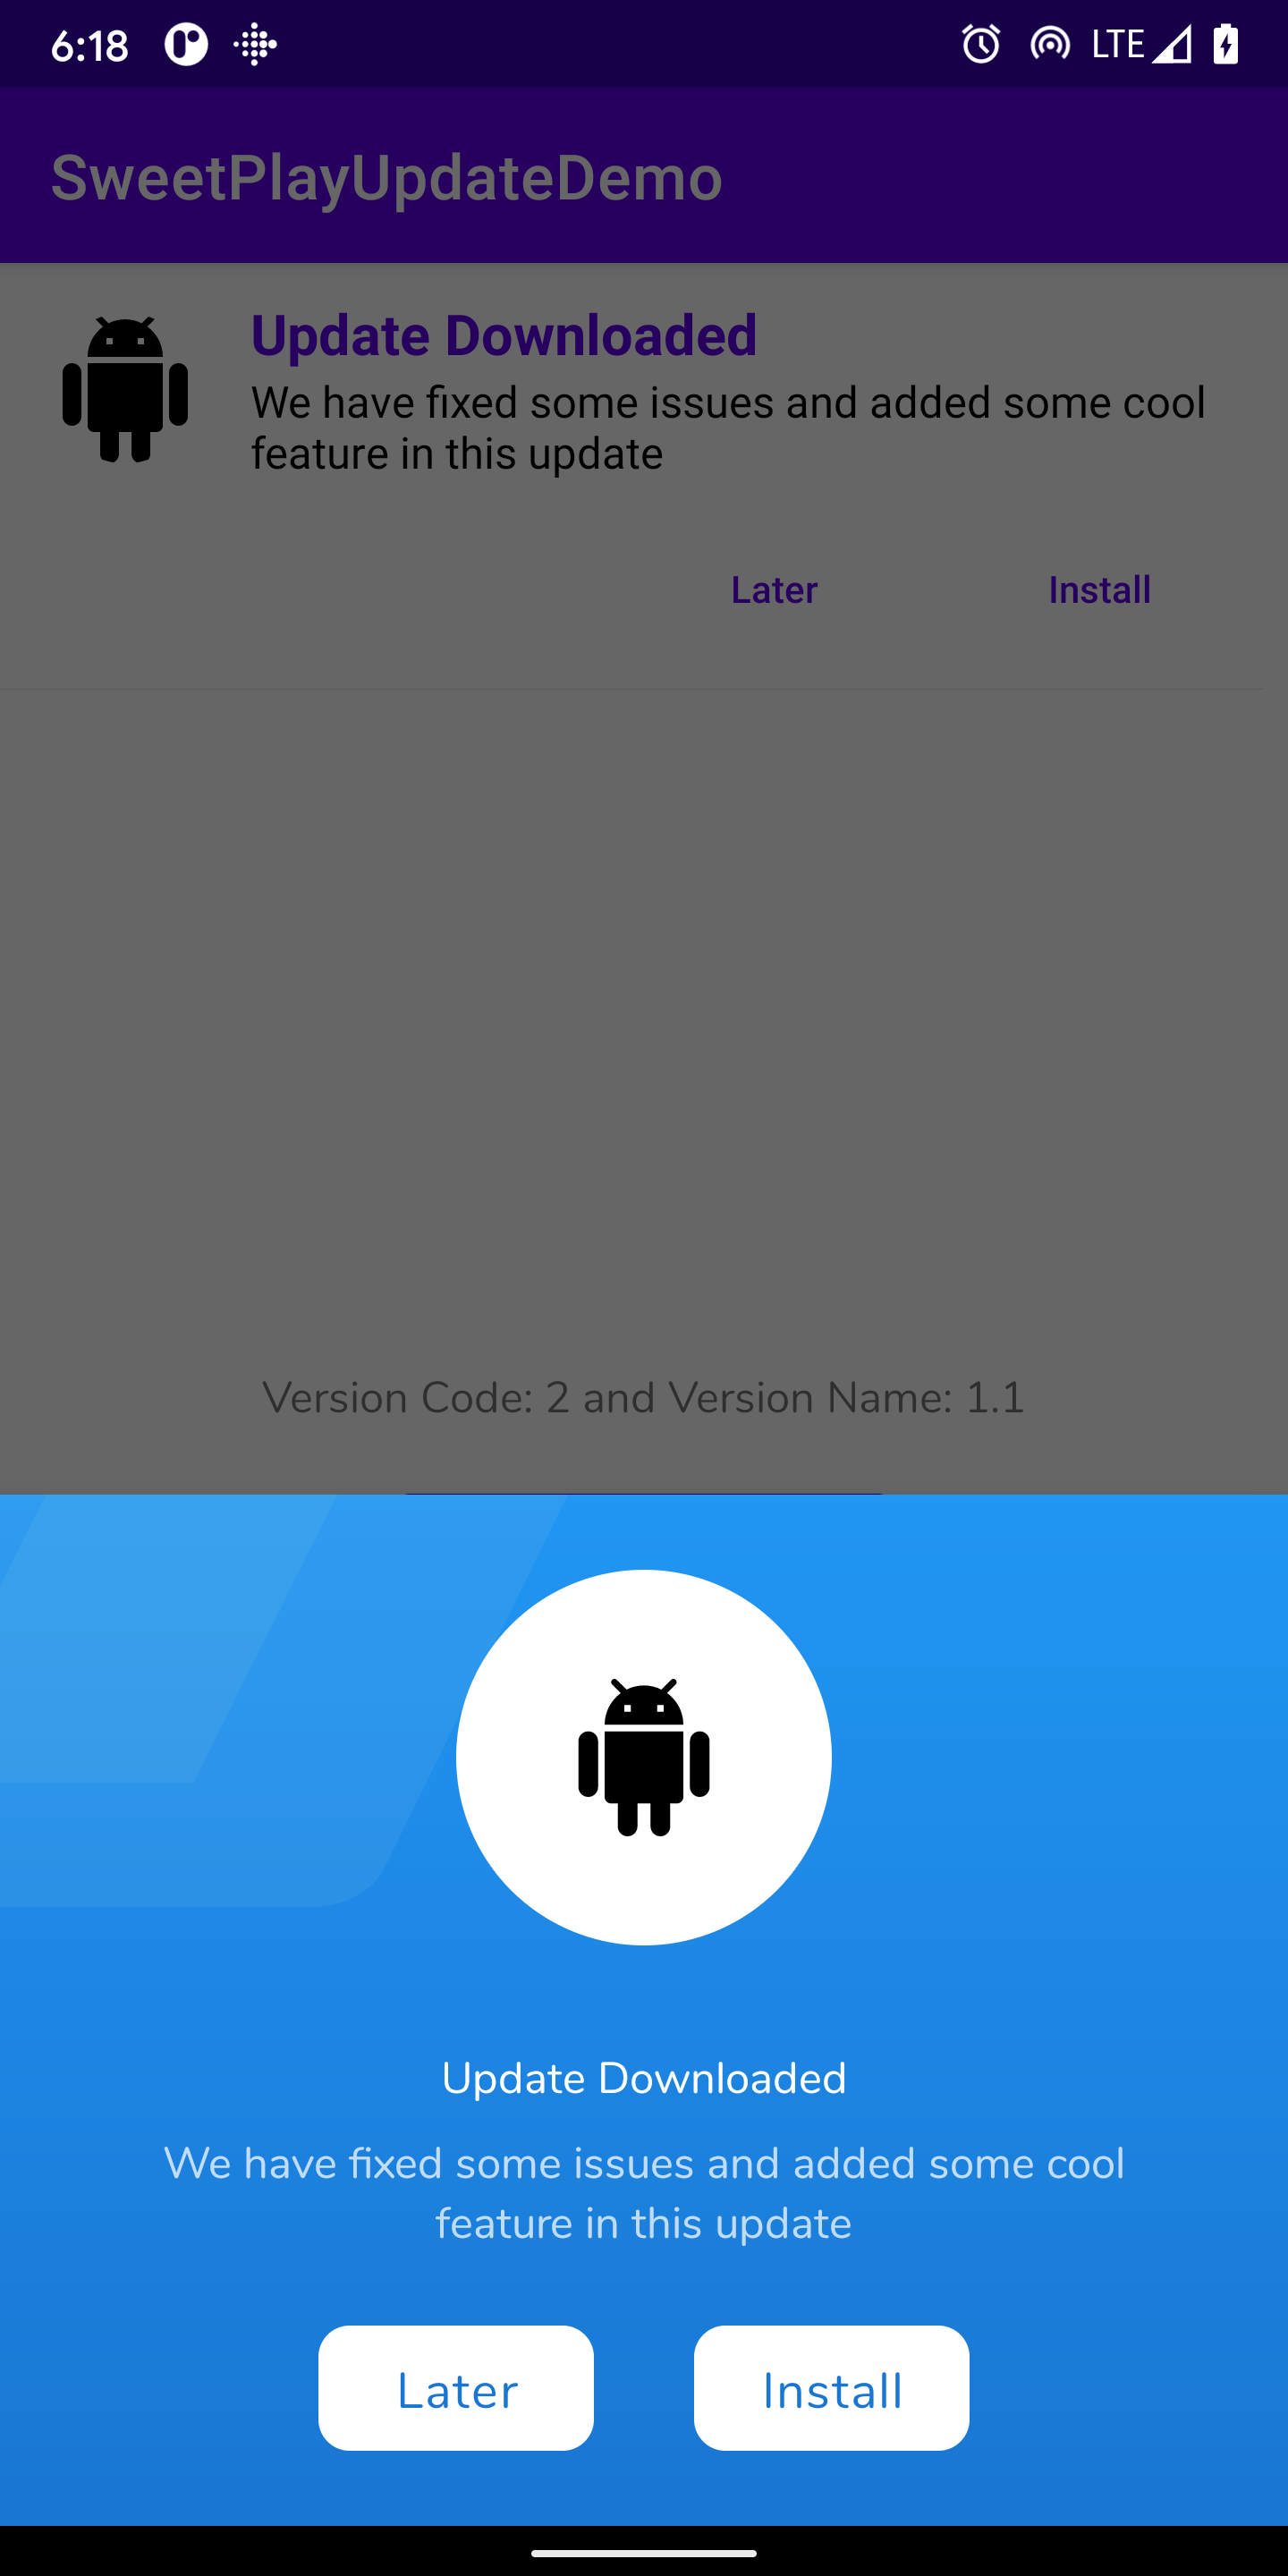 6:18
LTE
SweetPlayUpdateDemo
Update Downloaded
We have fixed some issues and added some cool
feature in this update
Later
Install
Version Code: 2 and Version Name: 1.1
Update Downloaded
We have fixed some issues and added some cool
feature in this update
Later
Install